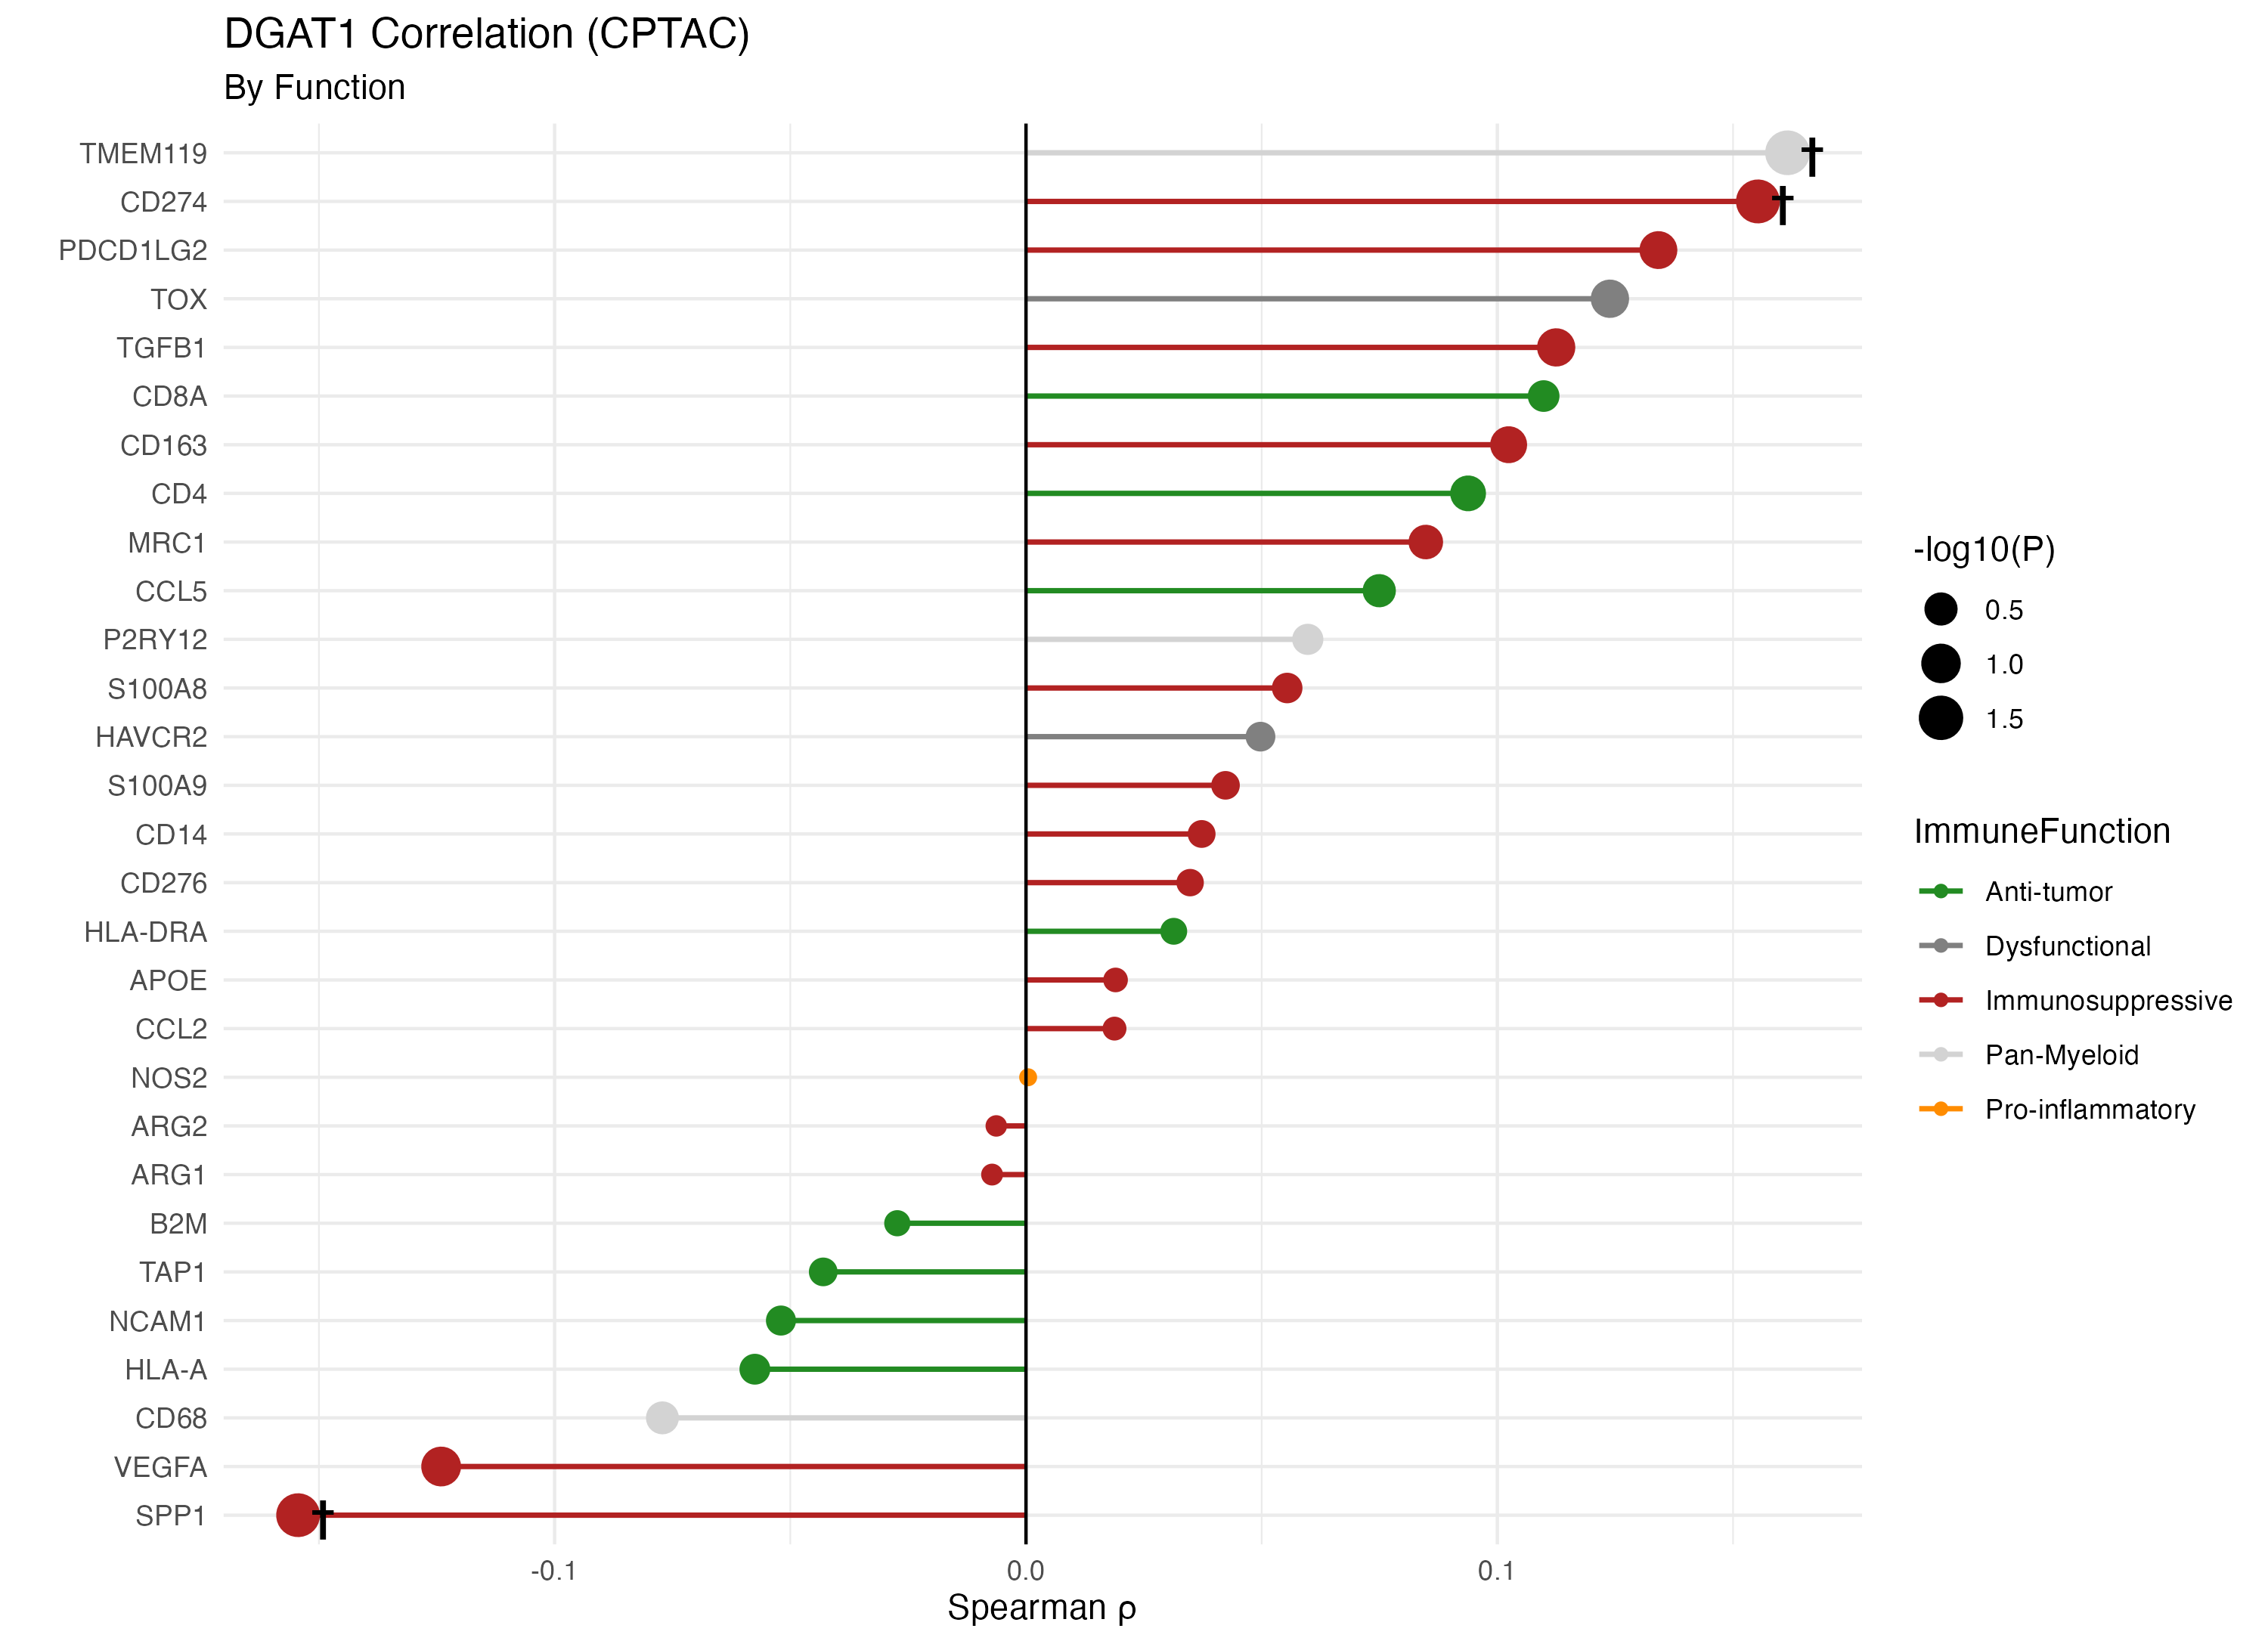 DGAT1 Correlation (CPTAC)
By Function
TMEM119
†
CD274
†
PDCD1LG2
TOX
TGFB1
CD8A
CD163
CD4
MRC1
CCL5
P2RY12
S100A8
HAVCR2
S100A9
CD14
CD276
HLA-DRA
APOE
CCL2
NOS2
ARG2
ARG1
B2M
TAP1
NCAM1
HLA-A
CD68
VEGFA
SPP1
†
-0.1
0.0
0.1
Spearman ρ
-log10(P)
0.5
1.0
1.5
ImmuneFunction
Anti-tumor
Dysfunctional
Immunosuppressive
Pan-Myeloid
Pro-inflammatory